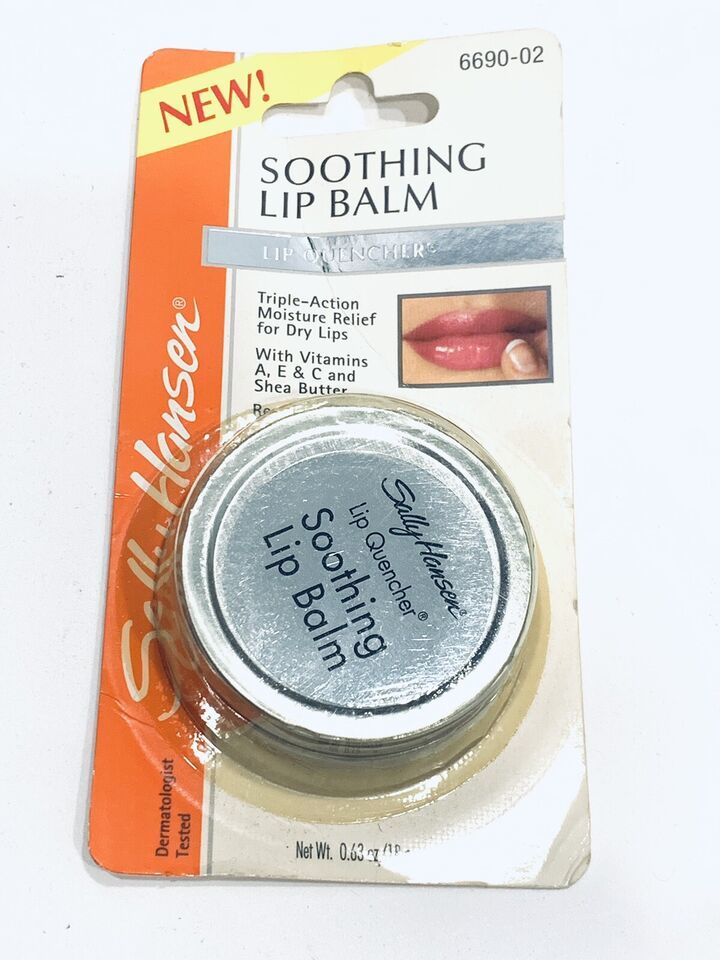 NEW!
6690-02
SOOTHING
LIP BALM
LIP QUENCHER®
Triple-Action
Moisture Relief
for Dry Lips
With Vitamins
A, E & C and
Shea Butter
Sally Hansen®
Sally Hansen®
Lip Quencher®
Soothing
Lip Balm
Dermatologist
Tested
Net Wt. 0.63 oz